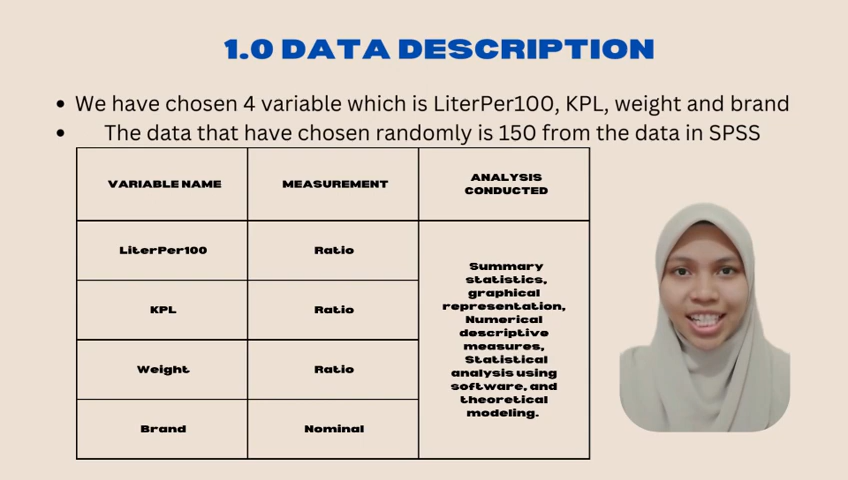 1.0 DATA DESCRIPTION
• We have chosen 4 variable which is LiterPer100, KPL, weight and brand
• The data that have chosen randomly is 150 from the data in SPSS
VARIABLE NAME
MEASUREMENT
ANALYSIS
CONDUCTED
LiterPer100
Ratio
KPL
Ratio
Weight
Ratio
Brand
Nominal
Summary
statistics,
graphical
representation,
Numerical
descriptive
measures,
Statistical
analysis using
software, and
theoretical
modeling.